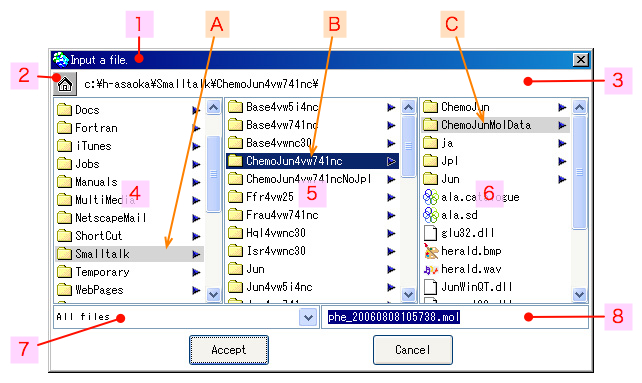 A
B
C
1
Input a file.
2
c:¥h-asaoka¥Smalltalk¥ChemoJun4vw741nc¥
3
Docs
Fortran
iTunes
Jobs
Manuals
MultiMedia
NetscapeMail
ShortCut
Smalltalk
Temporary
WebPages
4
Base4vw5i4nc
Base4vw741nc
Base4vwnc30
ChemoJun4vw741nc
ChemoJun4vw741ncNoJpl
Ffr4vw25
Frau4vw741nc
Hql4vwnc30
Isr4vwnc30
Jun
Jun4vw5i4nc
5
ChemoJun
ChemoJunMolData
ja
Jpl
Jun
ala.catalogue
ala.sd
glu32.dll
herald.bmp
herald.wav
JunWinQT.dll
6
All files
phe_20060808105738.mol
7
8
Accept
Cancel